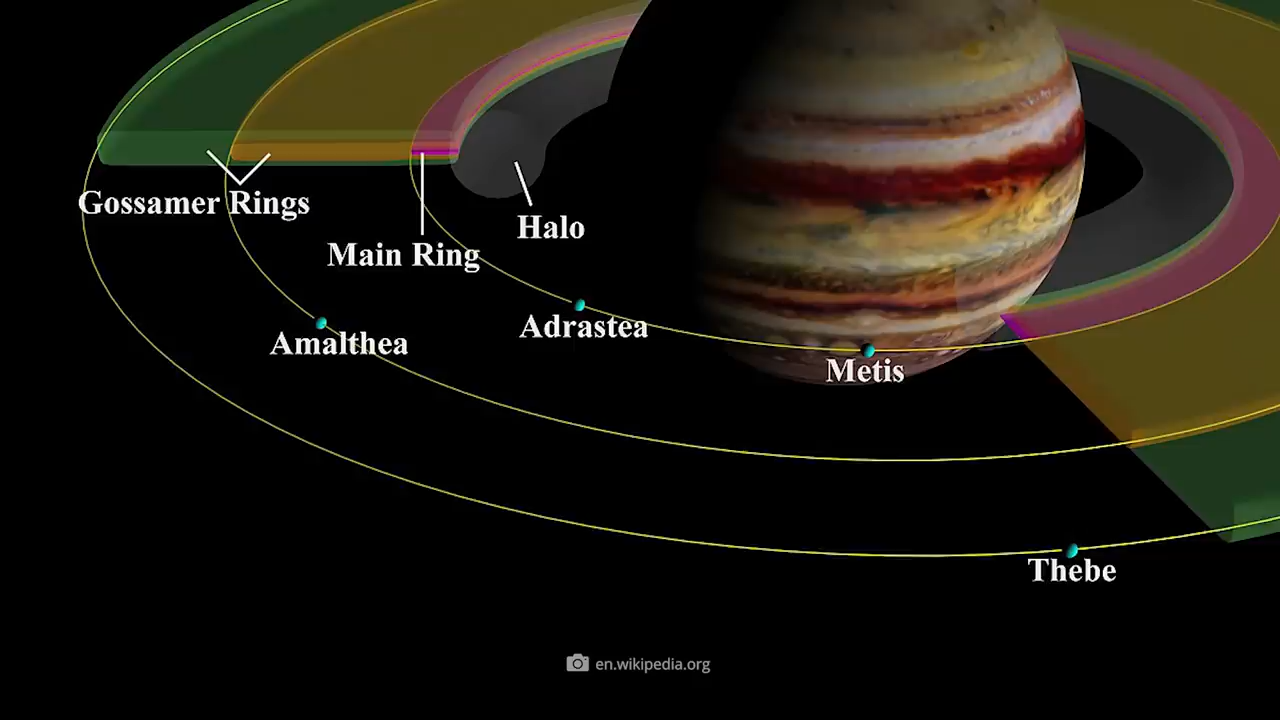 Gossamer Rings
Halo
Main Ring
Adrastea
Amalthea
Metis
Thebe
en.wikipedia.org